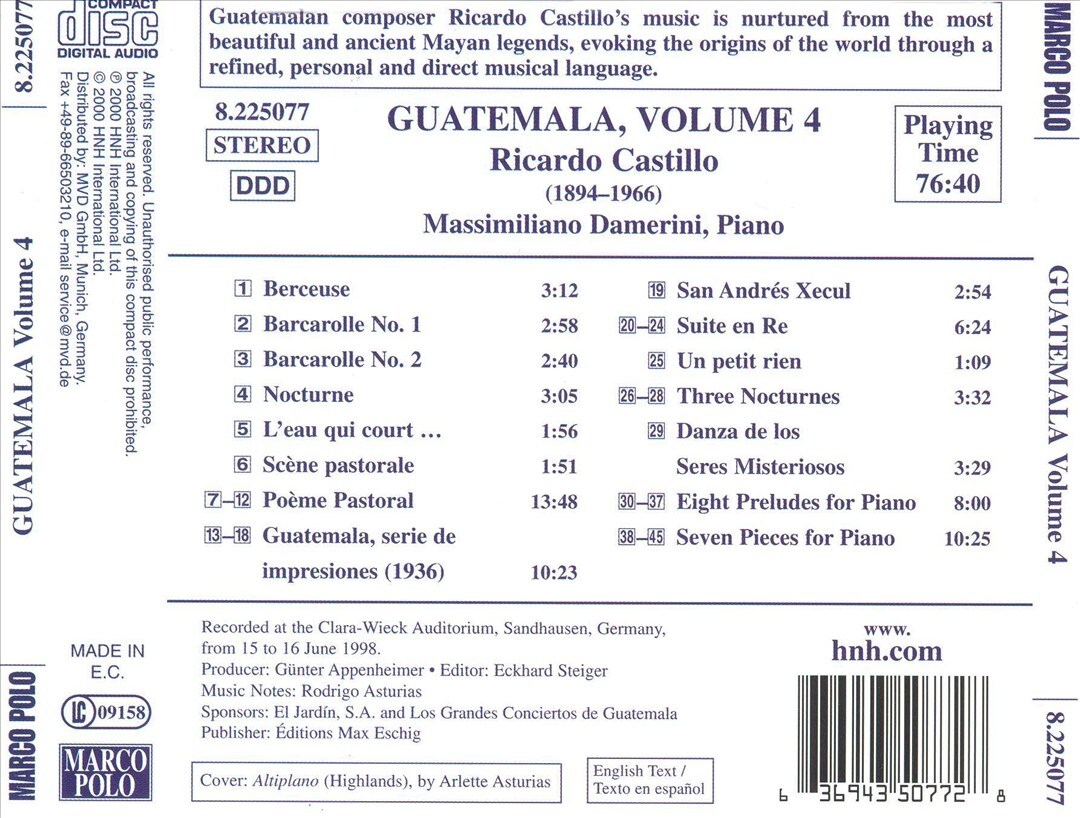 8.225077
COMPACT
disc
DIGITAL AUDIO
All rights reserved. Unauthorised public performance,
broadcasting and copying of this compact disc prohibited.
℗ 2000 HNH International Ltd.
© 2000 HNH International Ltd.
Distributed by: MVD GmbH, Munich, Germany.
Fax +49-89-66503210, e-mail service@mvd.de
GUATEMALA Volume 4
MARCO POLO
Guatemalan composer Ricardo Castillo's music is nurtured from the most
beautiful and ancient Mayan legends, evoking the origins of the world through a
refined, personal and direct musical language.
8.225077
STEREO
DDD
GUATEMALA, VOLUME 4
Ricardo Castillo
(1894–1966)
Massimiliano Damerini, Piano
Playing
Time
76:40
1 Berceuse 3:12
2 Barcarolle No. 1 2:58
3 Barcarolle No. 2 2:40
4 Nocturne 3:05
5 L'eau qui court … 1:56
6 Scène pastorale 1:51
7–12 Poème Pastoral 13:48
13–18 Guatemala, serie de
impresiones (1936) 10:23
19 San Andrés Xecul 2:54
20–24 Suite en Re 6:24
25 Un petit rien 1:09
26–28 Three Nocturnes 3:32
29 Danza de los
Seres Misteriosos 3:29
30–37 Eight Preludes for Piano 8:00
38–45 Seven Pieces for Piano 10:25
MADE IN
E.C.
LC 09158
MARCO
POLO
Recorded at the Clara-Wieck Auditorium, Sandhausen, Germany,
from 15 to 16 June 1998.
Producer: Günter Appenheimer • Editor: Eckhard Steiger
Music Notes: Rodrigo Asturias
Sponsors: El Jardín, S.A. and Los Grandes Conciertos de Guatemala
Publisher: Éditions Max Eschig
Cover: Altiplano (Highlands), by Arlette Asturias
English Text /
Texto en español
www.
hnh.com
6 36943 50772 8
MARCO POLO
GUATEMALA Volume 4
8.225077